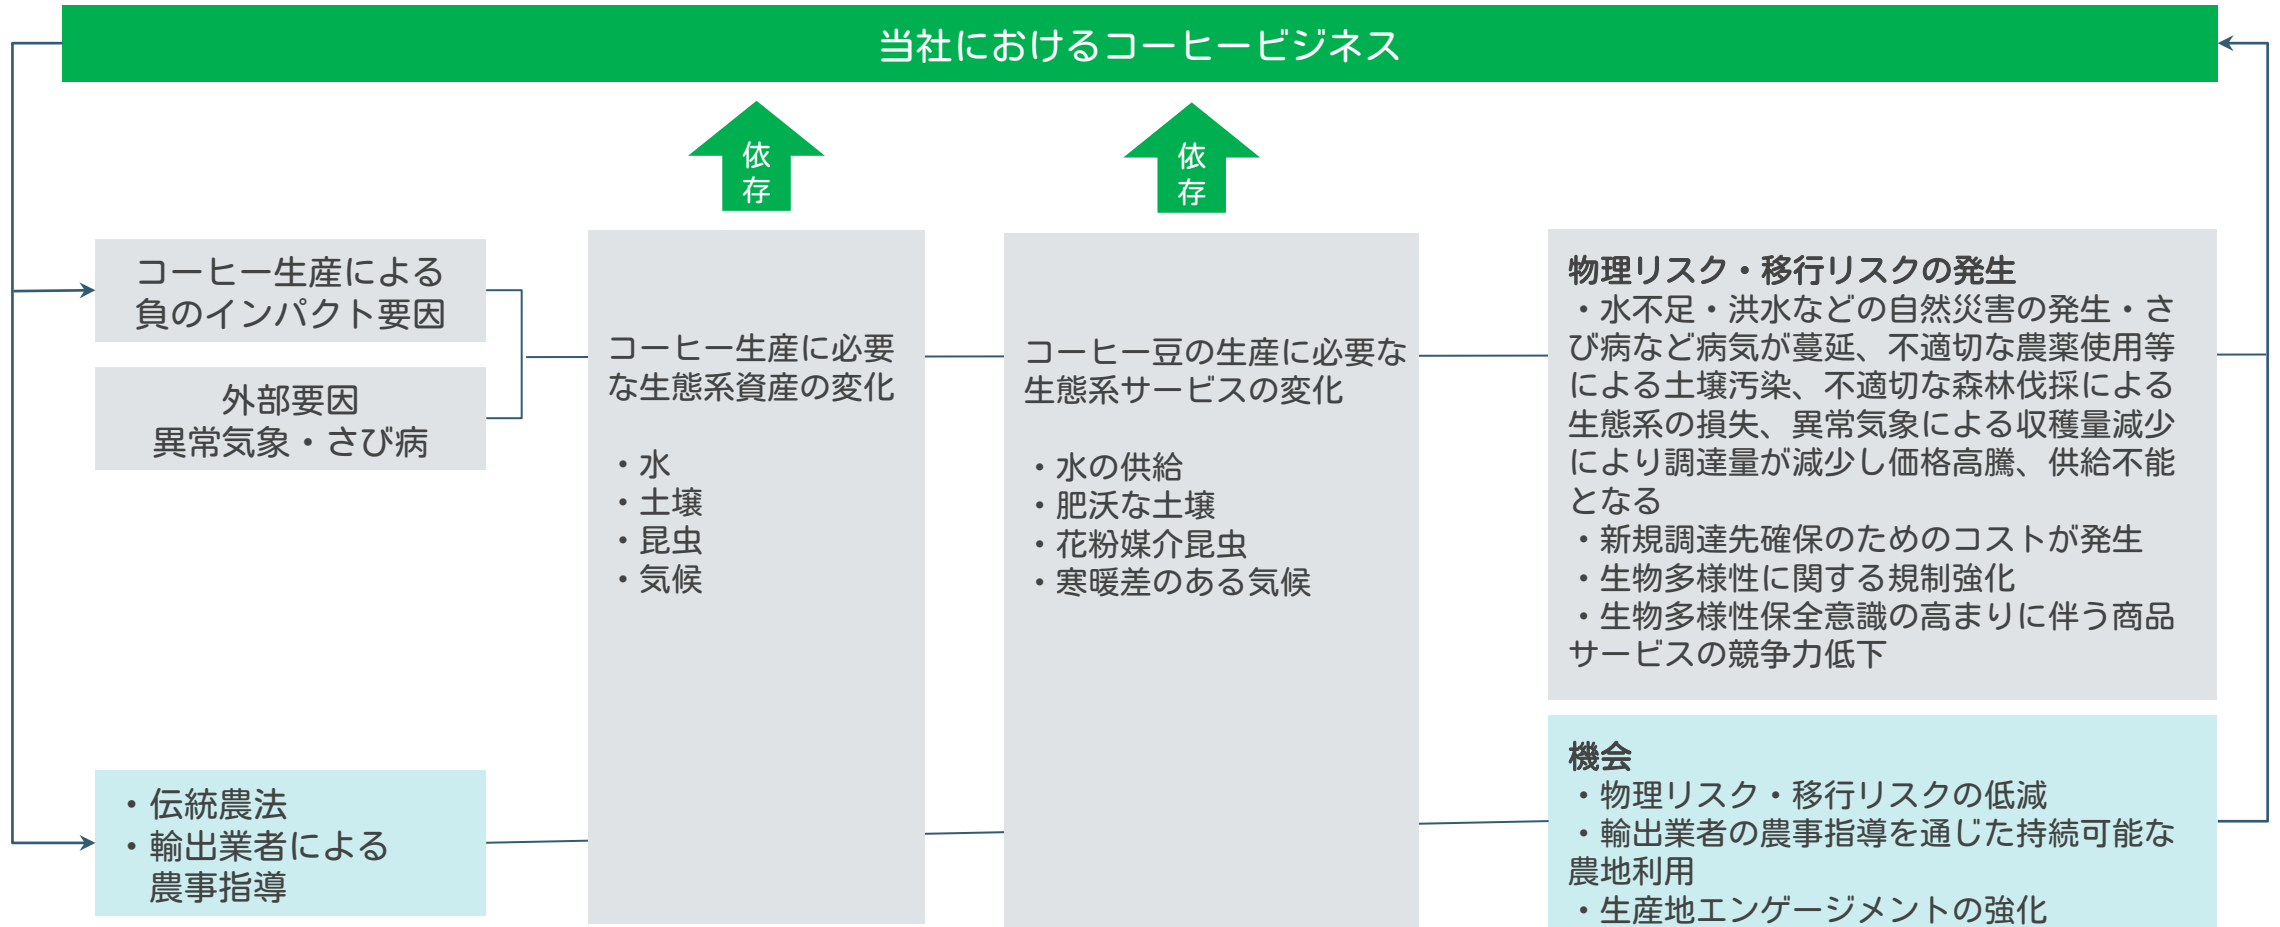 当社におけるコーヒービジネス
依
存
依
存
コーヒー生産による
負のインパクト要因
外部要因
異常気象・さび病
・伝統農法
・輸出業者による
農事指導
コーヒー生産に必要
な生態系資産の変化
・水
・土壌
・昆虫
・気候
コーヒー豆の生産に必要な
生態系サービスの変化
・水の供給
・肥沃な土壌
・花粉媒介昆虫
・寒暖差のある気候
物理リスク・移行リスクの発生
・水不足・洪水などの自然災害の発生・さ
び病など病気が蔓延、不適切な農薬使用等
による土壌汚染、不適切な森林伐採による
生態系の損失、異常気象による収穫量減少
により調達量が減少し価格高騰、供給不能
となる
・新規調達先確保のためのコストが発生
・生物多様性に関する規制強化
・生物多様性保全意識の高まりに伴う商品
サービスの競争力低下
機会
・物理リスク・移行リスクの低減
・輸出業者の農事指導を通じた持続可能な
農地利用
・生産地エンゲージメントの強化